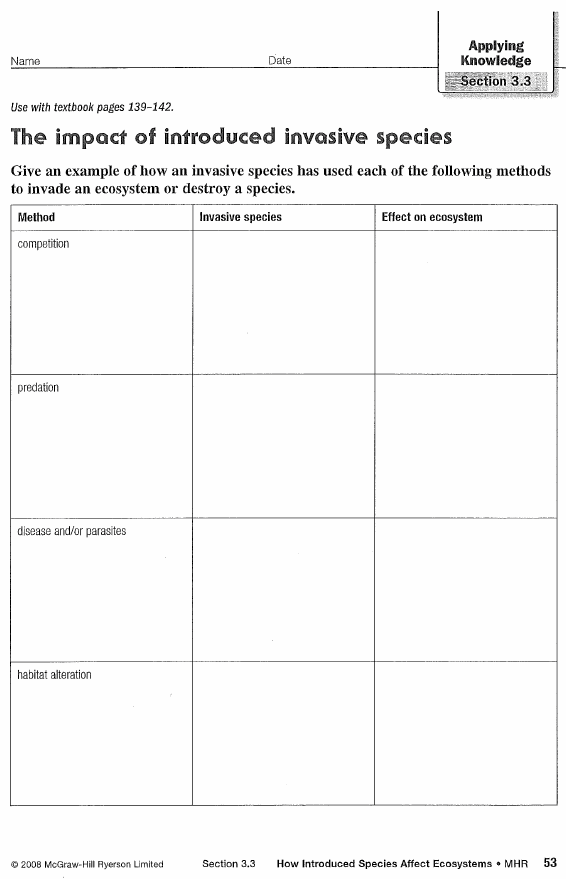 Applying
Knowledge
Section 3.3
Name Date
Use with textbook pages 139–142.
The impact of introduced invasive species
Give an example of how an invasive species has used each of the following methods
to invade an ecosystem or destroy a species.
Method Invasive species Effect on ecosystem
competition
predation
disease and/or parasites
habitat alteration
© 2008 McGraw-Hill Ryerson Limited Section 3.3 How Introduced Species Affect Ecosystems • MHR 53